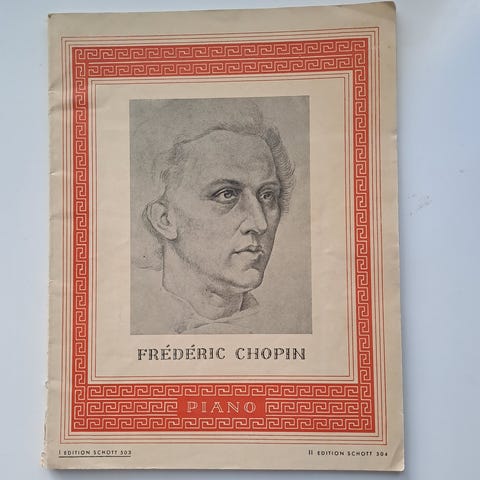 FRÉDÉRIC CHOPIN
PIANO
I EDITION SCHOTT 503
II EDITION SCHOTT 504